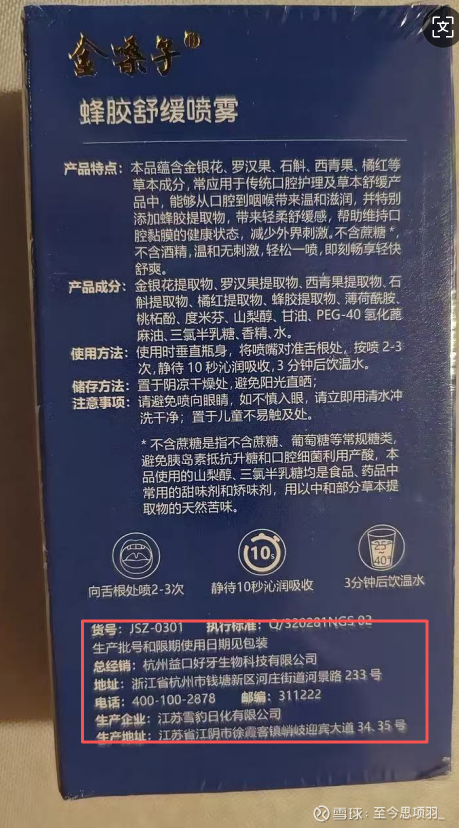 金嗓子®
蜂胶舒缓喷雾
产品特点：本品蕴含金银花、罗汉果、石斛、西青果、橘红等
草本成分，常应用于传统口腔护理及草本舒缓产
品中，能够从口腔到咽喉带来温和滋润，并特别
添加蜂胶提取物，带来轻柔舒缓感，帮助维持口
腔黏膜的健康状态，减少外界刺激。不含蔗糖*，
不含酒精，温和无刺激，轻松一喷，即刻畅享轻快
舒爽。
产品成分：金银花提取物、罗汉果提取物、西青果提取物、石
斛提取物、橘红提取物、蜂胶提取物、薄荷酰胺、
桃柘酚、度米芬、山梨醇、甘油、PEG-40 氢化蓖
麻油、三氯半乳糖、香精、水。
使用方法：使用时垂直瓶身，将喷嘴对准舌根处，按喷 2-3
次，静待 10 秒沁润吸收，3 分钟后饮温水。
储存方法：置于阴凉干燥处，避免阳光直晒；
注意事项：请避免喷向眼睛，如不慎入眼，请立即用清水冲
洗干净；置于儿童不易触及处。
* 不含蔗糖是指不含蔗糖、葡萄糖等常规糖类，
避免胰岛素抵抗升糖和口腔细菌利用产酸，本
品使用的山梨醇、三氯半乳糖均是食品、药品中
常用的甜味剂和矫味剂，用以中和部分草本提
取物的天然苦味。
10s
25°
~
40°
向舌根处喷2-3次
静待10秒沁润吸收
3分钟后饮温水
货号：JSZ-0301 执行标准：Q/320281NGS 02
生产批号和限期使用日期见包装
总经销：杭州益口好牙生物科技有限公司
地址：浙江省杭州市钱塘新区河庄街道河景路 233 号
电话：400-100-2878 邮编：311222
生产企业：江苏雪豹日化有限公司
生产地址：江苏省江阴市徐霞客镇峭岐迎宾大道 34. 35 号
雪球：至今思项羽_